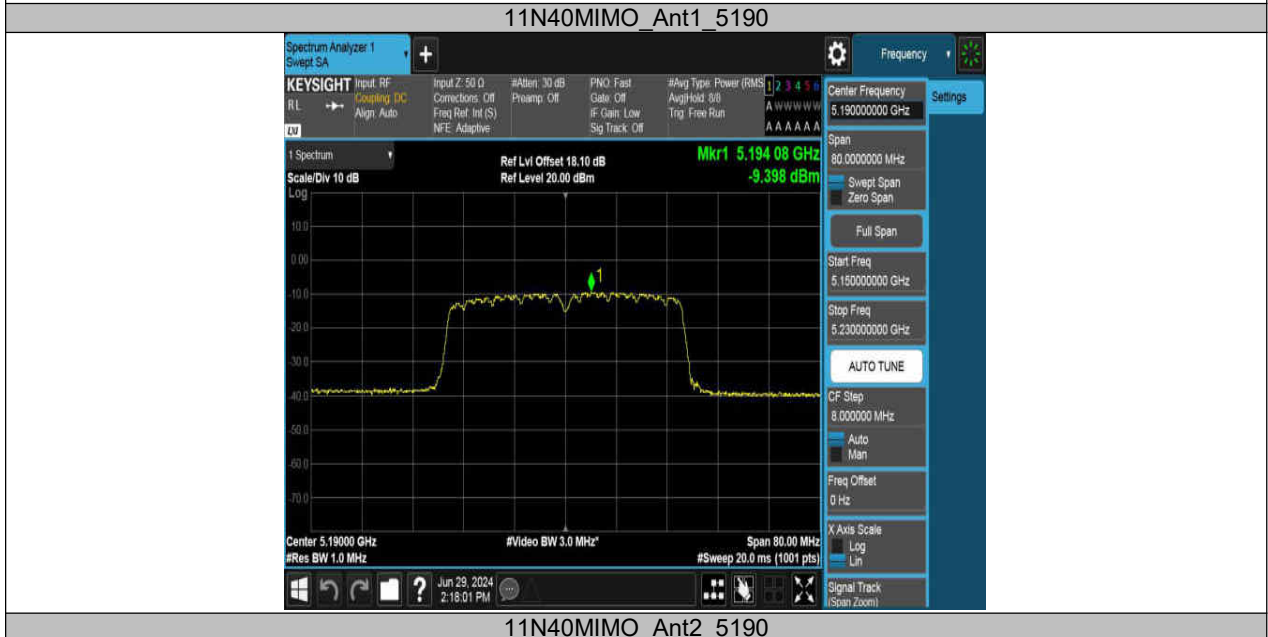 11N40MIMO_Ant1_5190
Spectrum Analyzer 1
Swept SA
+
Frequency
KEYSIGHT
RL
LXI
Input: RF
Coupling: DC
Align: Auto
Input Z: 50 Ω
Corrections: Off
Freq Ref: Int (S)
NFE: Adaptive
#Atten: 30 dB
Preamp: Off
PNO: Fast
Gate: Off
IF Gain: Low
Sig Track: Off
#Avg Type: Power (RMS
Avg|Hold: 8/8
Trig: Free Run
1 2 3 4 5 6
A W W W W W
A A A A A A
Center Frequency
5.190000000 GHz
Settings
Span
80.0000000 MHz
Swept Span
Zero Span
Full Span
Start Freq
5.150000000 GHz
Stop Freq
5.230000000 GHz
AUTO TUNE
CF Step
8.000000 MHz
Auto
Man
Freq Offset
0 Hz
X Axis Scale
Log
Lin
Signal Track
(Span Zoom)
1 Spectrum
Scale/Div 10 dB
Log
Ref Lvl Offset 18.10 dB
Ref Level 20.00 dBm
Mkr1 5.194 08 GHz
-9.398 dBm
10.0
0.00
-10.0
-20.0
-30.0
-40.0
-50.0
-60.0
-70.0
1
Center 5.19000 GHz
#Res BW 1.0 MHz
#Video BW 3.0 MHz*
Span 80.00 MHz
#Sweep 20.0 ms (1001 pts)
?
Jun 29, 2024
2:18:01 PM
11N40MIMO_Ant2_5190